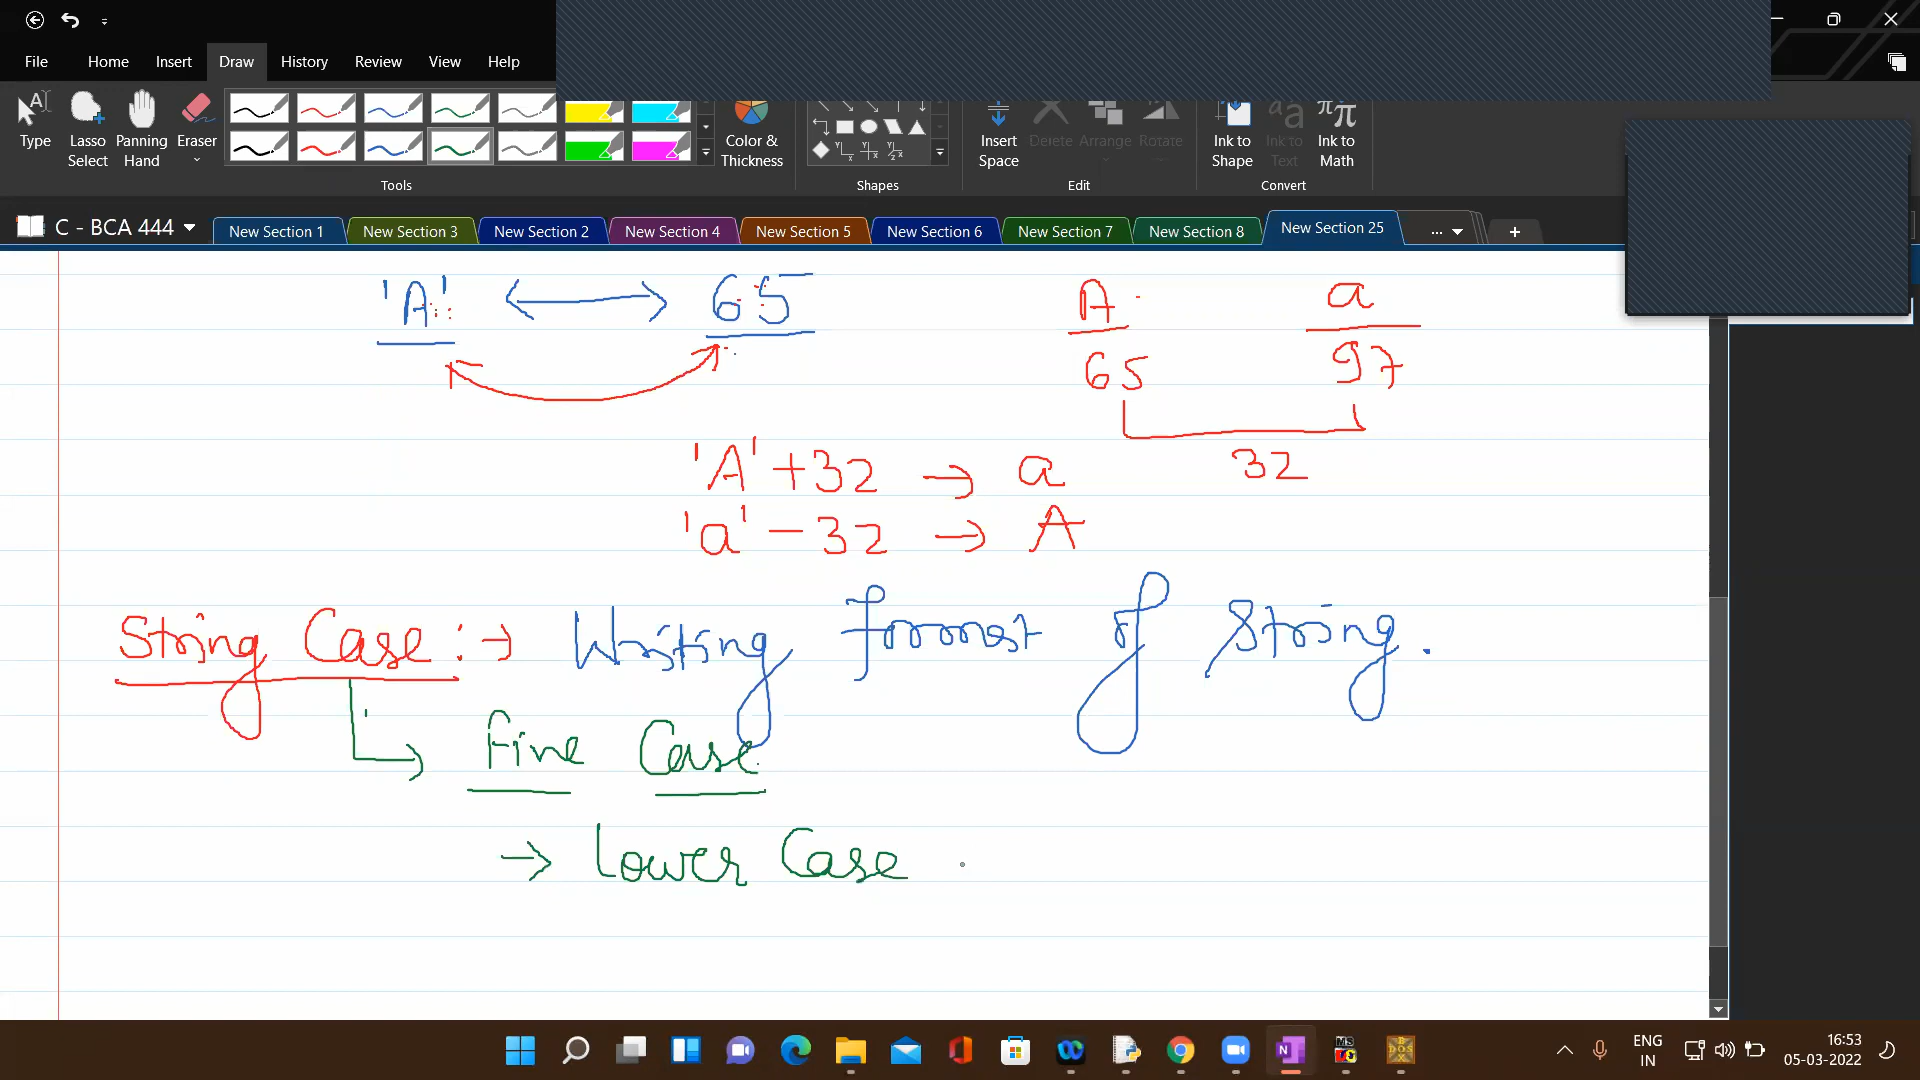 File Home Insert Draw History Review View Help
Type Lasso Select Panning Hand Eraser Color & Thickness Insert Space Delete Arrange Rotate Ink to Shape Ink to Text Ink to Math
Tools Shapes Edit Convert
C - BCA 444 New Section 1 New Section 3 New Section 2 New Section 4 New Section 5 New Section 6 New Section 7 New Section 8 New Section 25 ... +
'A' ↔ 65 A a
65 97
32
'A' + 32 → a
'a' - 32 → A
String Case :→ Writing format of String.
→ five Case
→ Lower Case
ENG 16:53
IN 05-03-2022